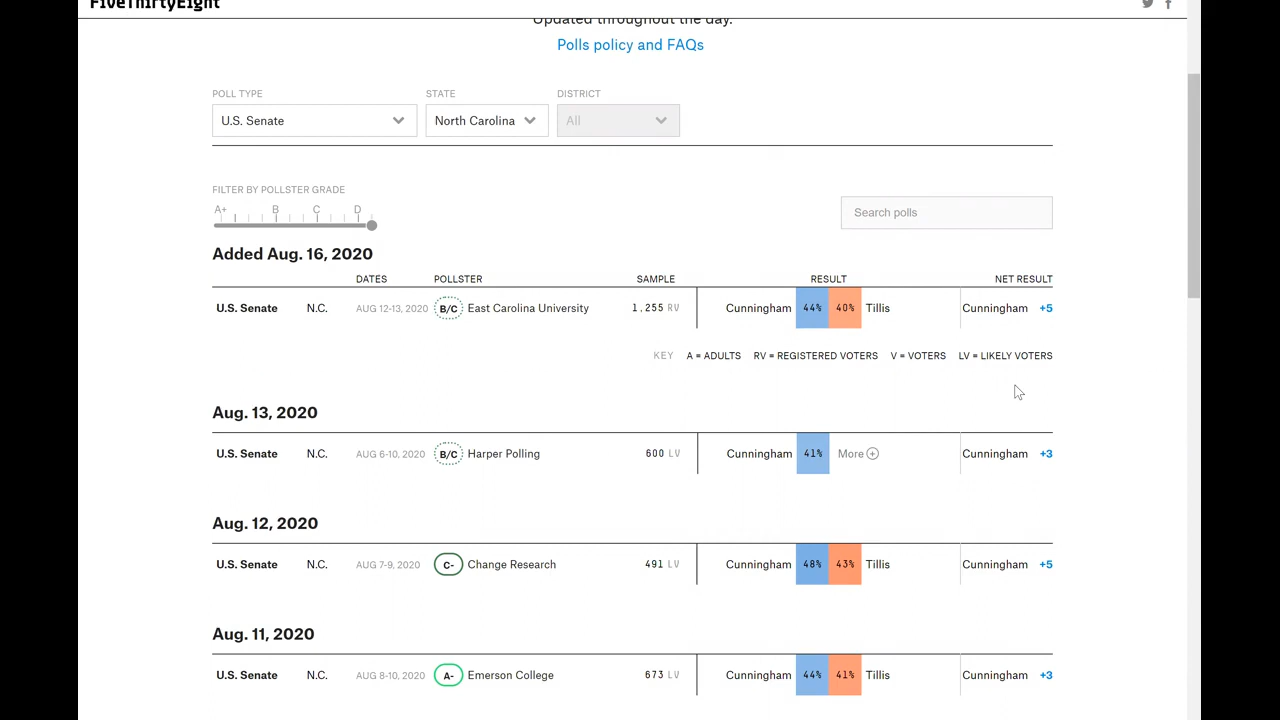 FiveThirtyEight
Updated throughout the day.
Polls policy and FAQs
POLL TYPE STATE DISTRICT
U.S. Senate North Carolina All
FILTER BY POLLSTER GRADE
A+ B C D
Search polls
Added Aug. 16, 2020
DATES POLLSTER SAMPLE RESULT NET RESULT
U.S. Senate N.C. AUG 12-13, 2020 B/C East Carolina University 1,255 RV Cunningham 44% 40% Tillis Cunningham +5
KEY A = ADULTS RV = REGISTERED VOTERS V = VOTERS LV = LIKELY VOTERS
Aug. 13, 2020
U.S. Senate N.C. AUG 6-10, 2020 B/C Harper Polling 600 LV Cunningham 41% More Cunningham +3
Aug. 12, 2020
U.S. Senate N.C. AUG 7-9, 2020 C- Change Research 491 LV Cunningham 48% 43% Tillis Cunningham +5
Aug. 11, 2020
U.S. Senate N.C. AUG 8-10, 2020 A- Emerson College 673 LV Cunningham 44% 41% Tillis Cunningham +3